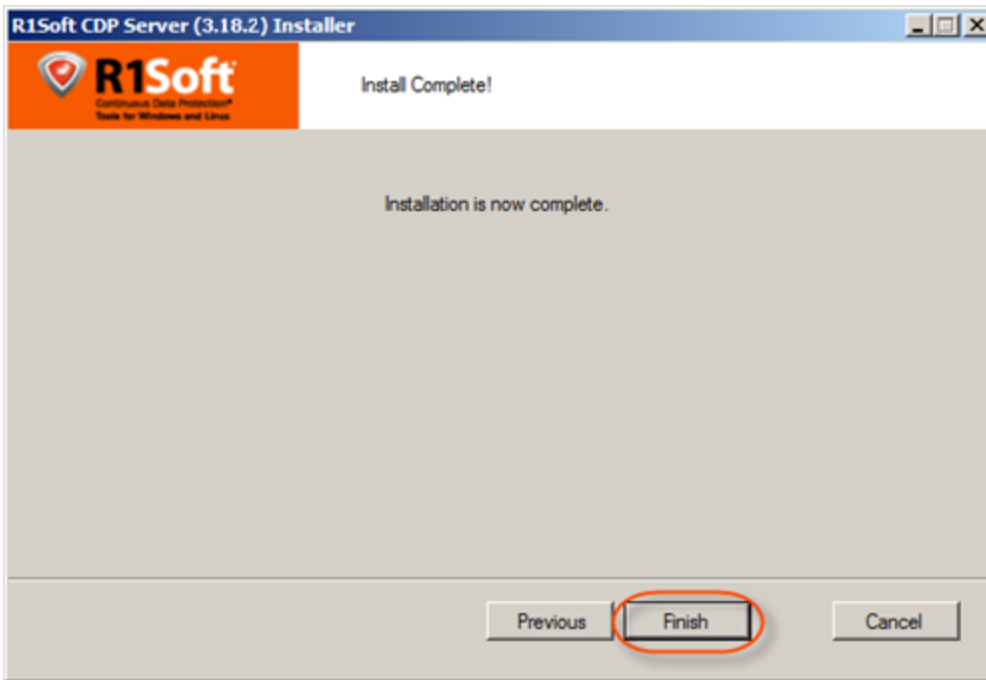 R1Soft CDP Server (3.18.2) Installer
R1Soft
Continuous Data Protection®
Tools for Windows and Linux
Install Complete!
Installation is now complete.
Previous
Finish
Cancel